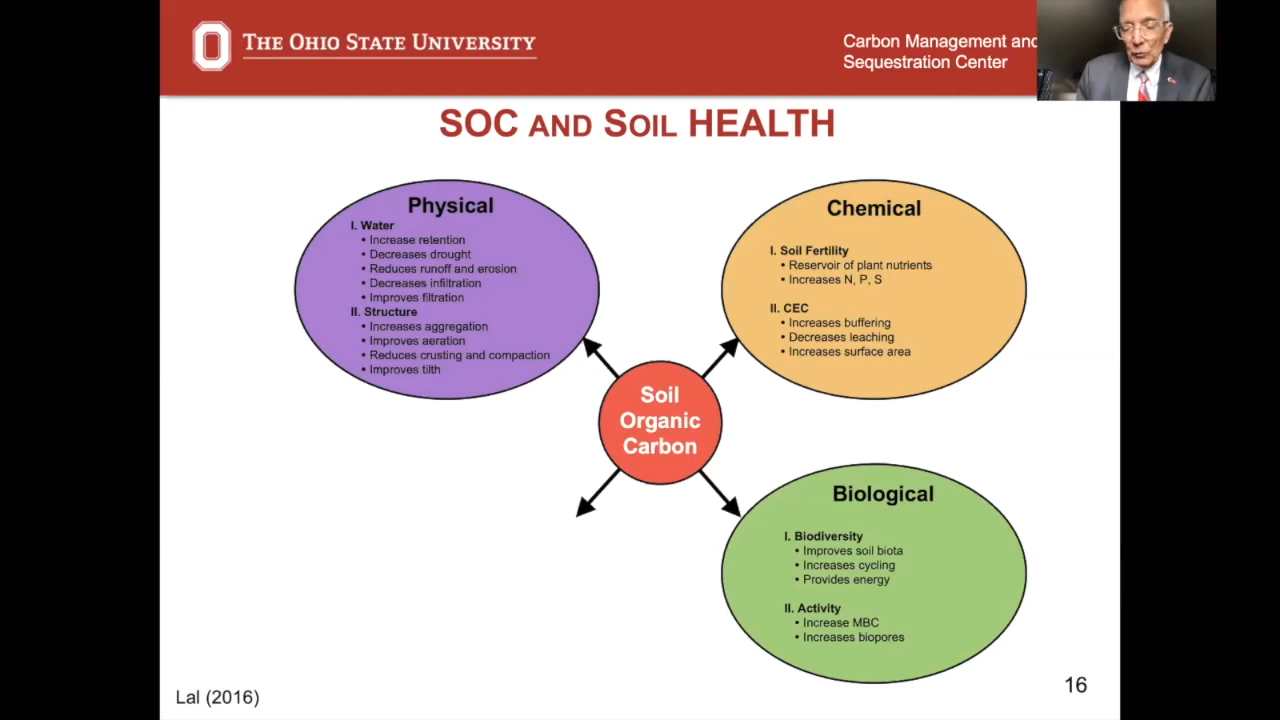 THE OHIO STATE UNIVERSITY
Carbon Management and
Sequestration Center
SOC AND SOIL HEALTH
Physical
I. Water
• Increase retention
• Decreases drought
• Reduces runoff and erosion
• Decreases infiltration
• Improves filtration
II. Structure
• Increases aggregation
• Improves aeration
• Reduces crusting and compaction
• Improves tilth
Chemical
I. Soil Fertility
• Reservoir of plant nutrients
• Increases N, P, S
II. CEC
• Increases buffering
• Decreases leaching
• Increases surface area
Soil
Organic
Carbon
Biological
I. Biodiversity
• Improves soil biota
• Increases cycling
• Provides energy
II. Activity
• Increase MBC
• Increases biopores
Lal (2016)
16